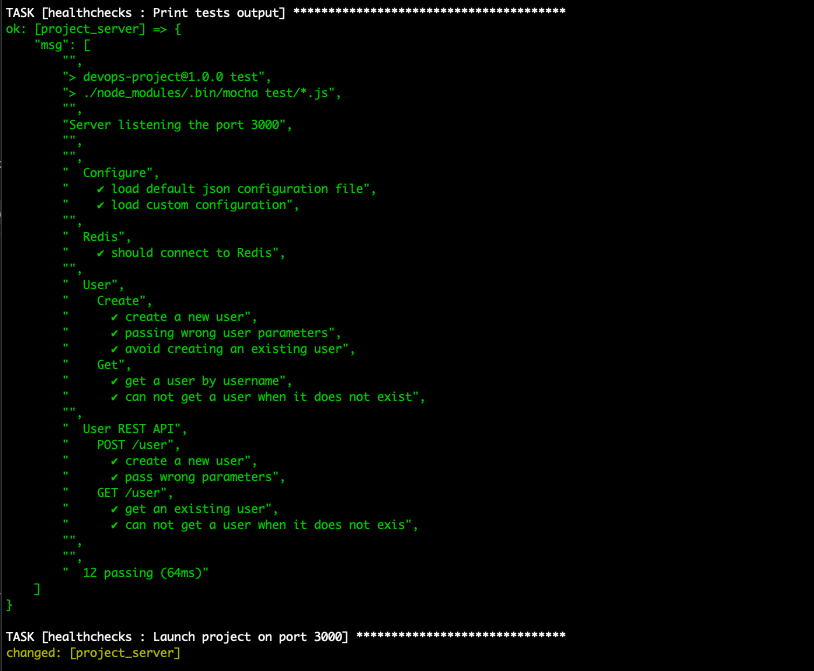 TASK [healthchecks : Print tests output] ***************************************
ok: [project_server] => {
    "msg": [
        "",
        "> devops-project@1.0.0 test",
        "> ./node_modules/.bin/mocha test/*.js",
        "",
        "Server listening the port 3000",
        "",
        "",
        "  Configure",
        "    ✔ load default json configuration file",
        "    ✔ load custom configuration",
        "",
        "  Redis",
        "    ✔ should connect to Redis",
        "",
        "  User",
        "    Create",
        "      ✔ create a new user",
        "      ✔ passing wrong user parameters",
        "      ✔ avoid creating an existing user",
        "    Get",
        "      ✔ get a user by username",
        "      ✔ can not get a user when it does not exist",
        "",
        "  User REST API",
        "    POST /user",
        "      ✔ create a new user",
        "      ✔ pass wrong parameters",
        "    GET /user",
        "      ✔ get an existing user",
        "      ✔ can not get a user when it does not exis",
        "",
        "",
        "  12 passing (64ms)"
    ]
}
TASK [healthchecks : Launch project on port 3000] ******************************
changed: [project_server]